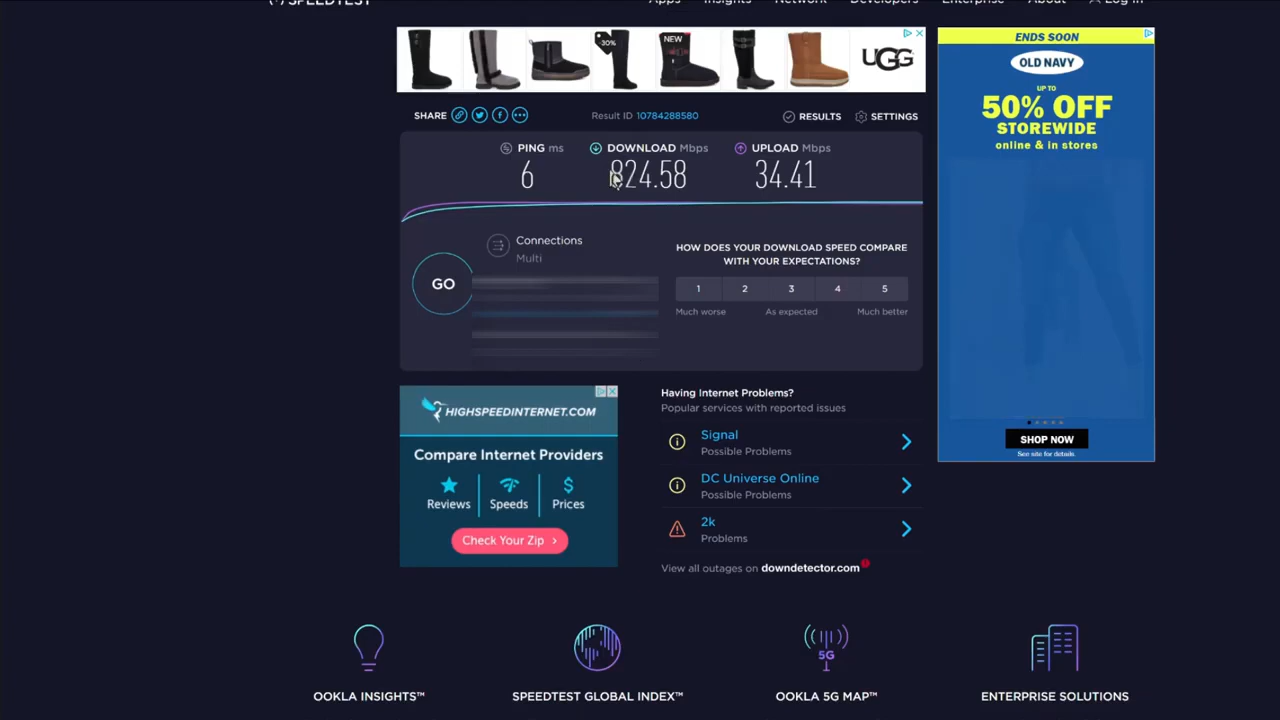 SPEEDTEST
Apps
Insights
Network
Developers
Enterprise
About
Log In
-30%
NEW
UGG
ENDS SOON
OLD NAVY
UP TO
50% OFF
STOREWIDE
online & in stores
SHOP NOW
See site for details.
SHARE
Result ID 10784288580
RESULTS
SETTINGS
PING ms
DOWNLOAD Mbps
UPLOAD Mbps
6
824.58
34.41
Connections
Multi
GO
HOW DOES YOUR DOWNLOAD SPEED COMPARE
WITH YOUR EXPECTATIONS?
1
2
3
4
5
Much worse
As expected
Much better
HIGHSPEEDINTERNET.COM
Compare Internet Providers
Reviews
Speeds
Prices
Check Your Zip >
Having Internet Problems?
Popular services with reported issues
Signal
Possible Problems
DC Universe Online
Possible Problems
2k
Problems
View all outages on downdetector.com
5G
OOKLA INSIGHTS™
SPEEDTEST GLOBAL INDEX™
OOKLA 5G MAP™
ENTERPRISE SOLUTIONS